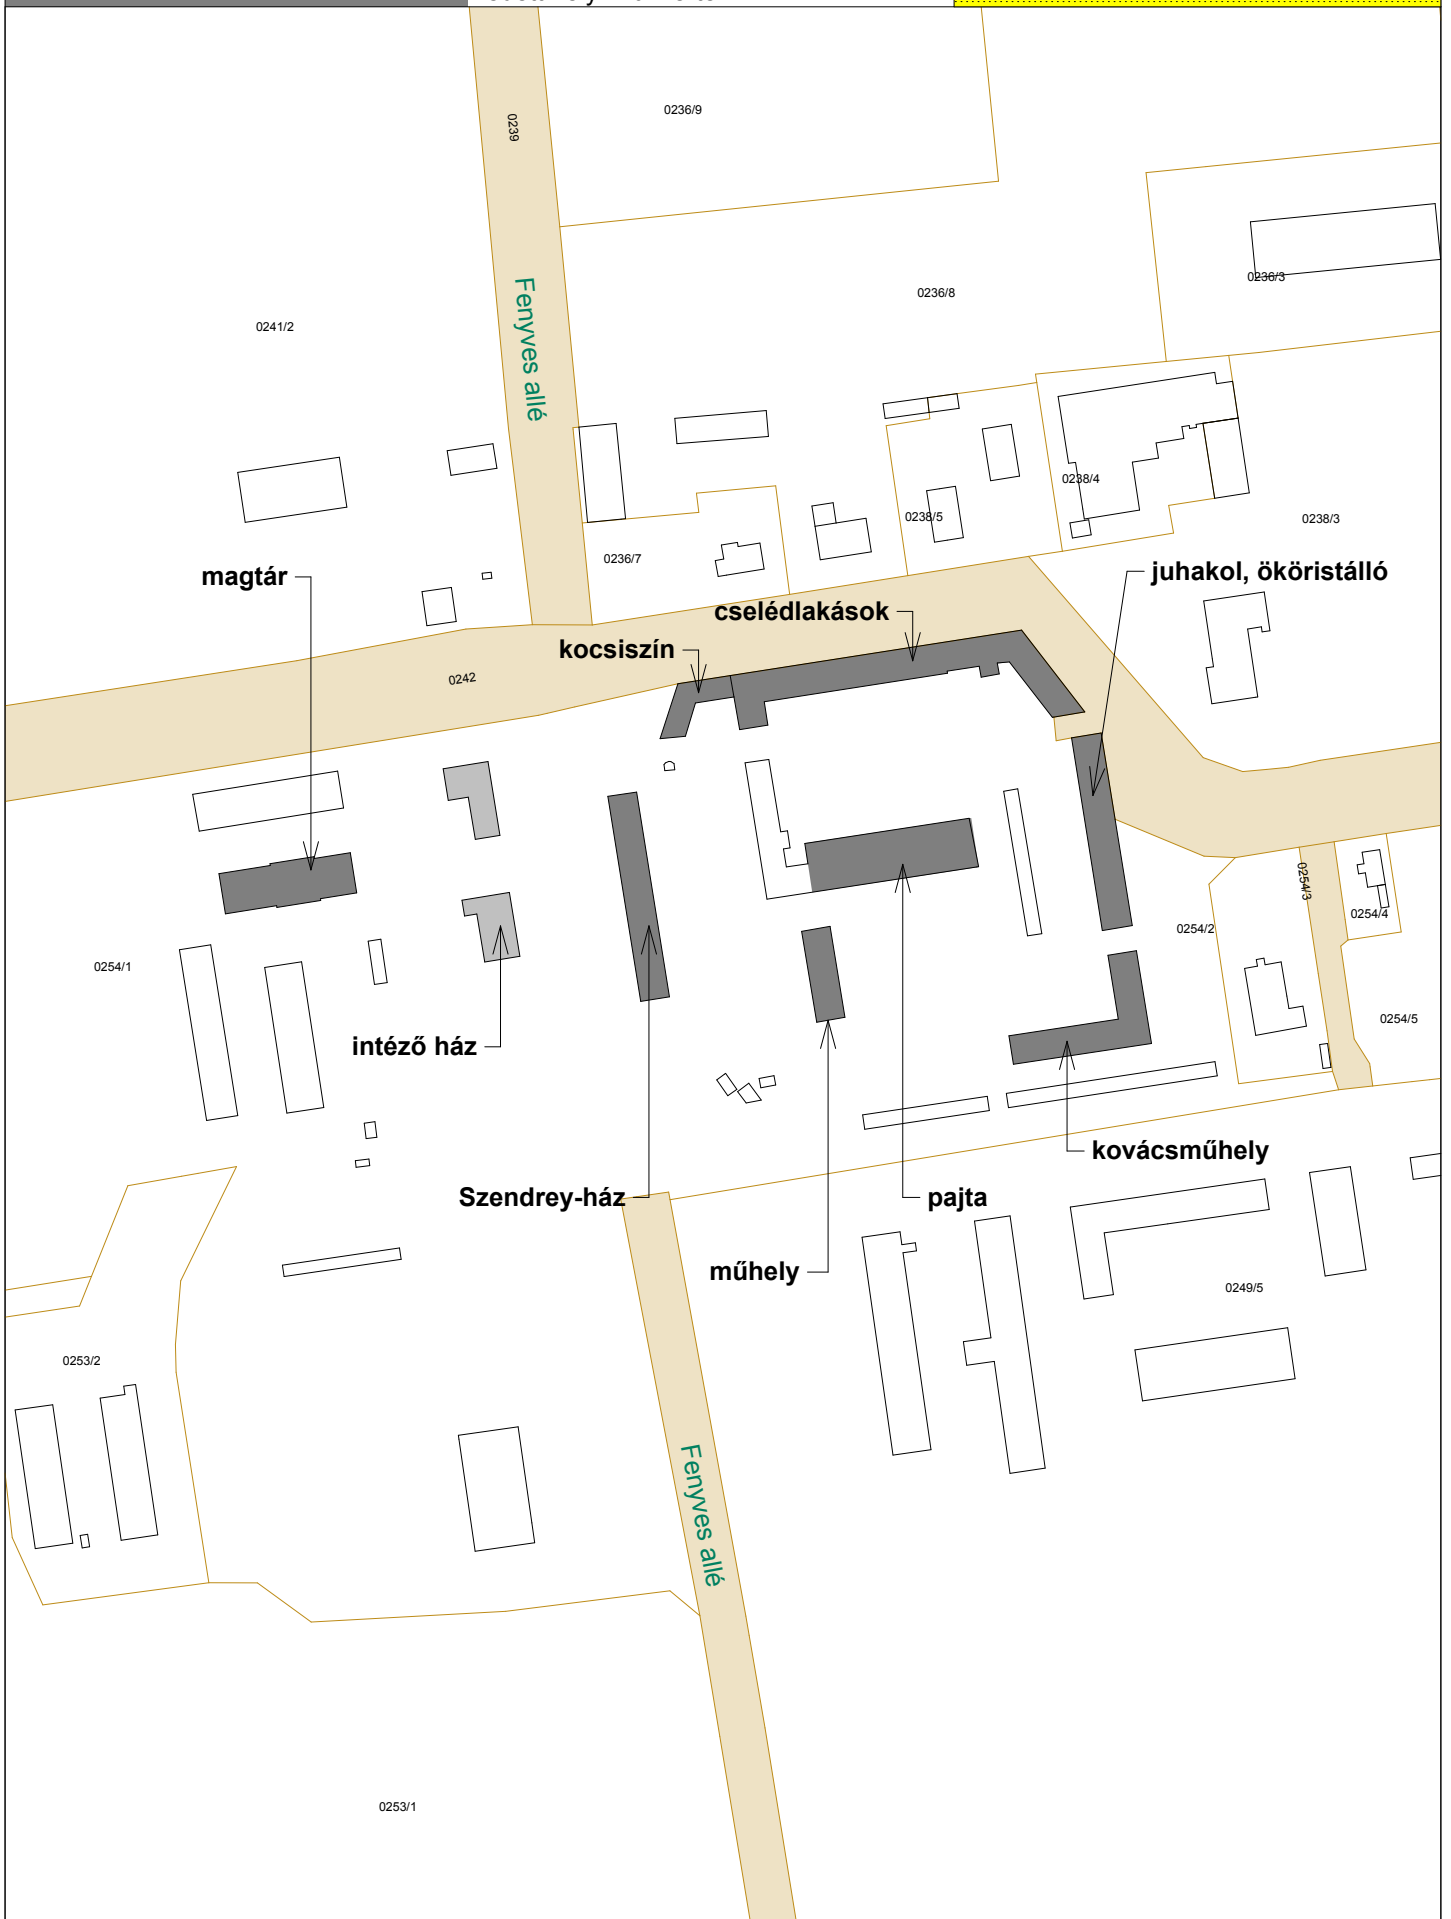 0236/9
0239
0236/3
0236/8
0241/2
Fenyves allé
0238/4
0238/5
0238/3
0236/7
magtár
juhakol, ököristálló
cselédlakások
kocsiszín
0242
0254/3
0254/4
0254/2
0254/1
0254/5
intéző ház
kovácsműhely
Szendrey-ház
pajta
műhely
0249/5
0253/2
Fenyves allé
0253/1